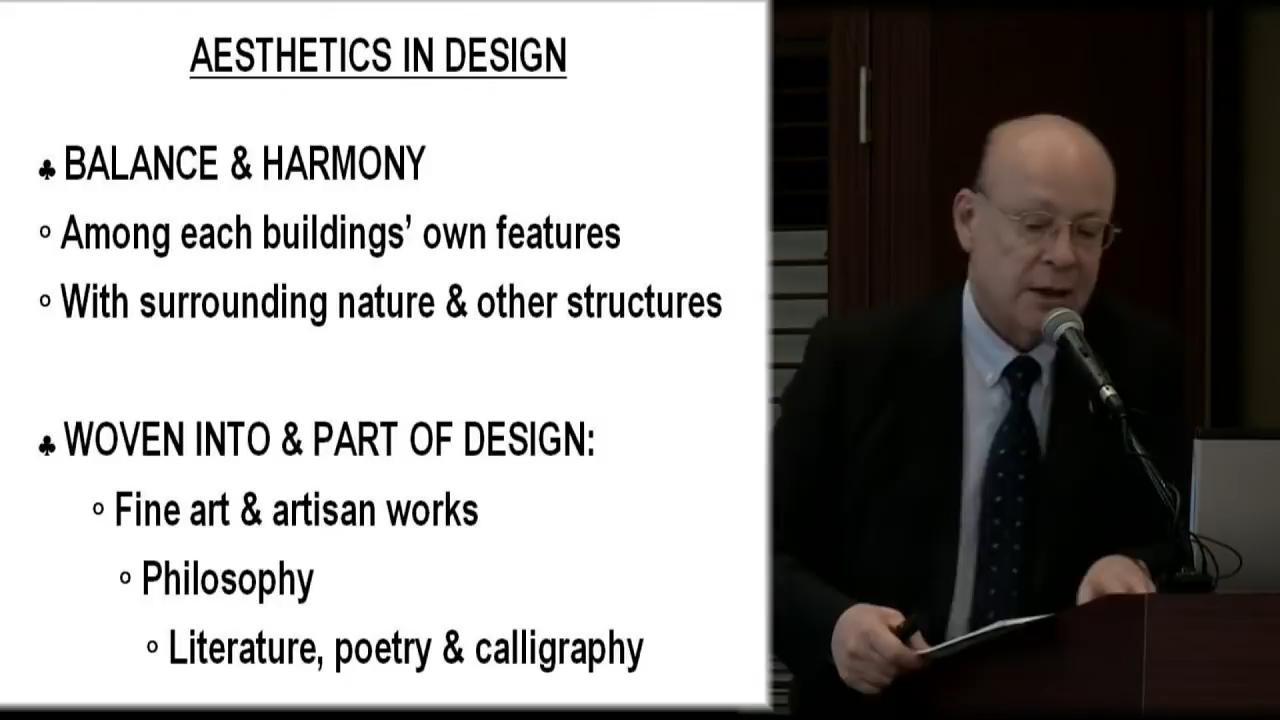 AESTHETICS IN DESIGN
♣ BALANCE & HARMONY
° Among each buildings’ own features
° With surrounding nature & other structures
♣ WOVEN INTO & PART OF DESIGN:
° Fine art & artisan works
° Philosophy
° Literature, poetry & calligraphy